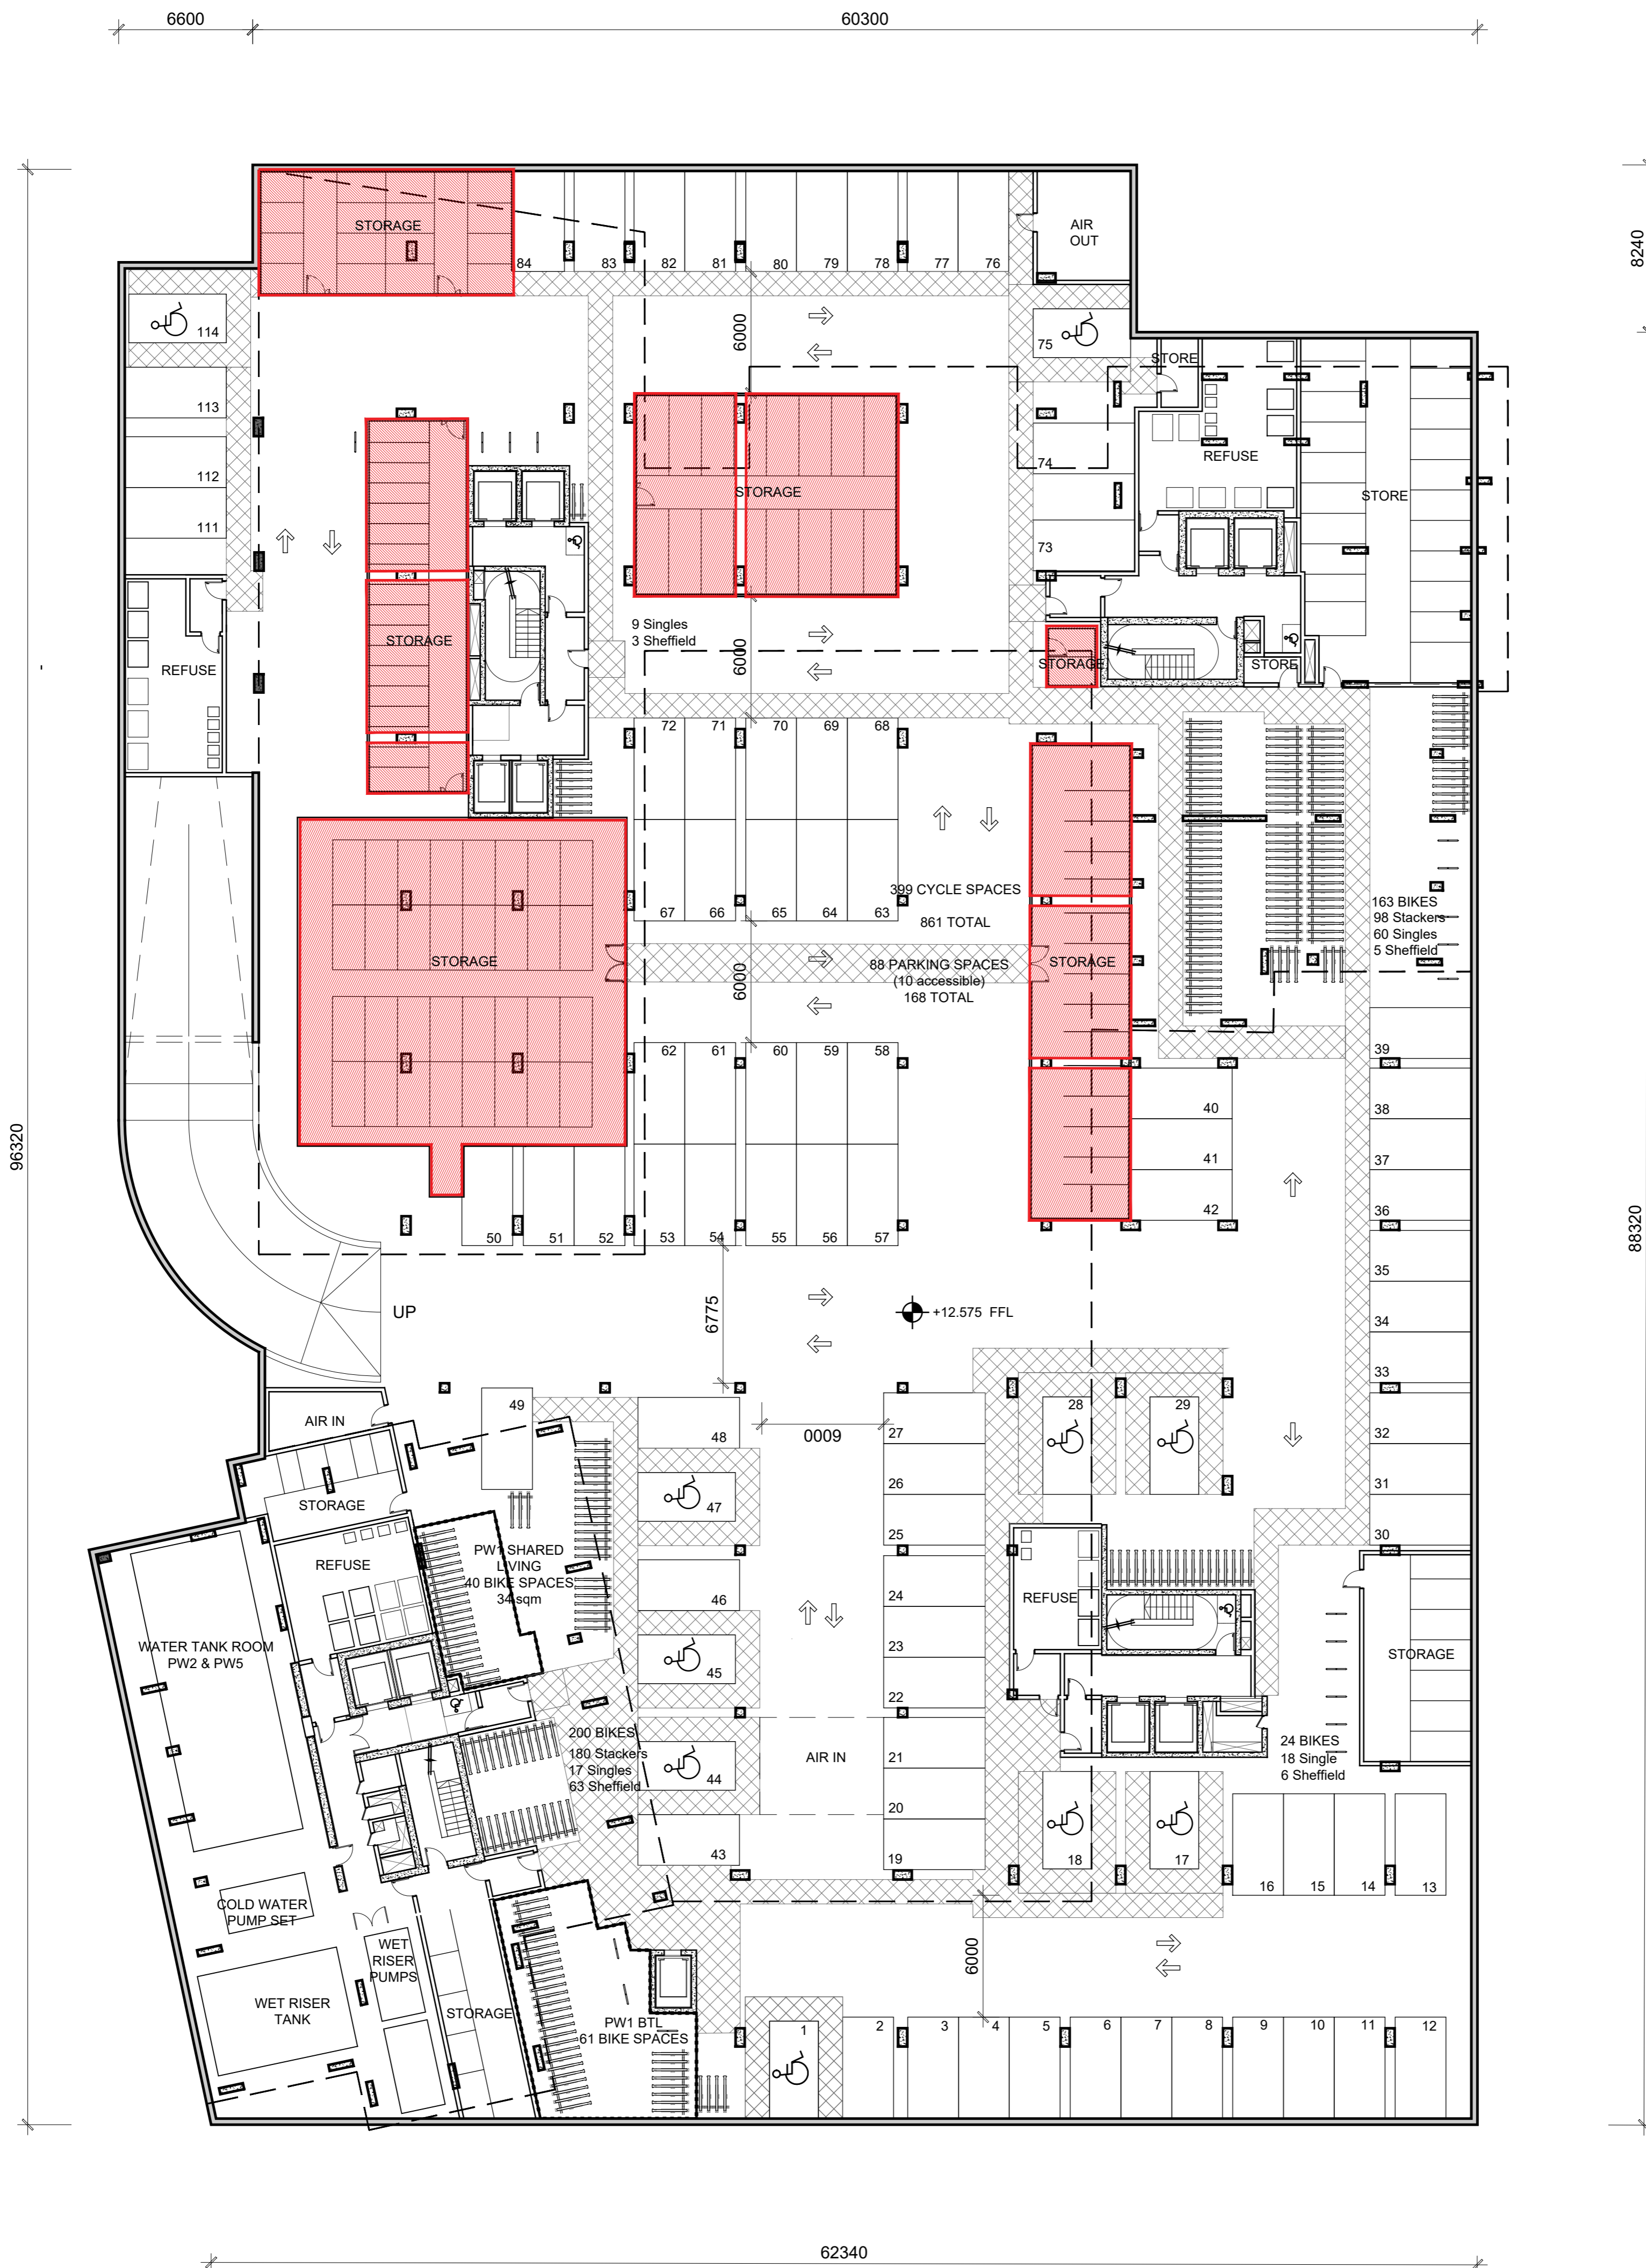 6600
60300
8240
96320
88320
62340
STORAGE
84
83
82
81
80
79
78
77
76
AIR
OUT
114
6000
75
STORE
113
112
111
74
REFUSE
STORAGE
STORE
73
REFUSE
STORAGE
9 Singles
3 Sheffield
6000
STORAGE
STORE
72
71
70
69
68
67
66
65
64
63
399 CYCLE SPACES
861 TOTAL
163 BIKES
98 Stackers
60 Singles
5 Sheffield
STORAGE
6000
88 PARKING SPACES
(10 accessible)
168 TOTAL
STORAGE
62
61
60
59
58
39
40
38
41
37
42
36
50
51
52
53
54
55
56
57
35
UP
6775
+12.575 FFL
34
33
AIR IN
49
48
6000
27
28
29
32
STORAGE
47
26
31
25
30
REFUSE
PW1 SHARED
LIVING
40 BIKE SPACES
34 sqm
46
24
REFUSE
WATER TANK ROOM
PW2 & PW5
45
23
STORAGE
22
200 BIKES
180 Stackers
17 Singles
63 Sheffield
44
AIR IN
21
24 BIKES
18 Single
6 Sheffield
20
43
19
18
17
16
15
14
13
COLD WATER
PUMP SET
WET
RISER
PUMPS
6000
WET RISER
TANK
STORAGE
PW1 BTL
61 BIKE SPACES
1
2
3
4
5
6
7
8
9
10
11
12